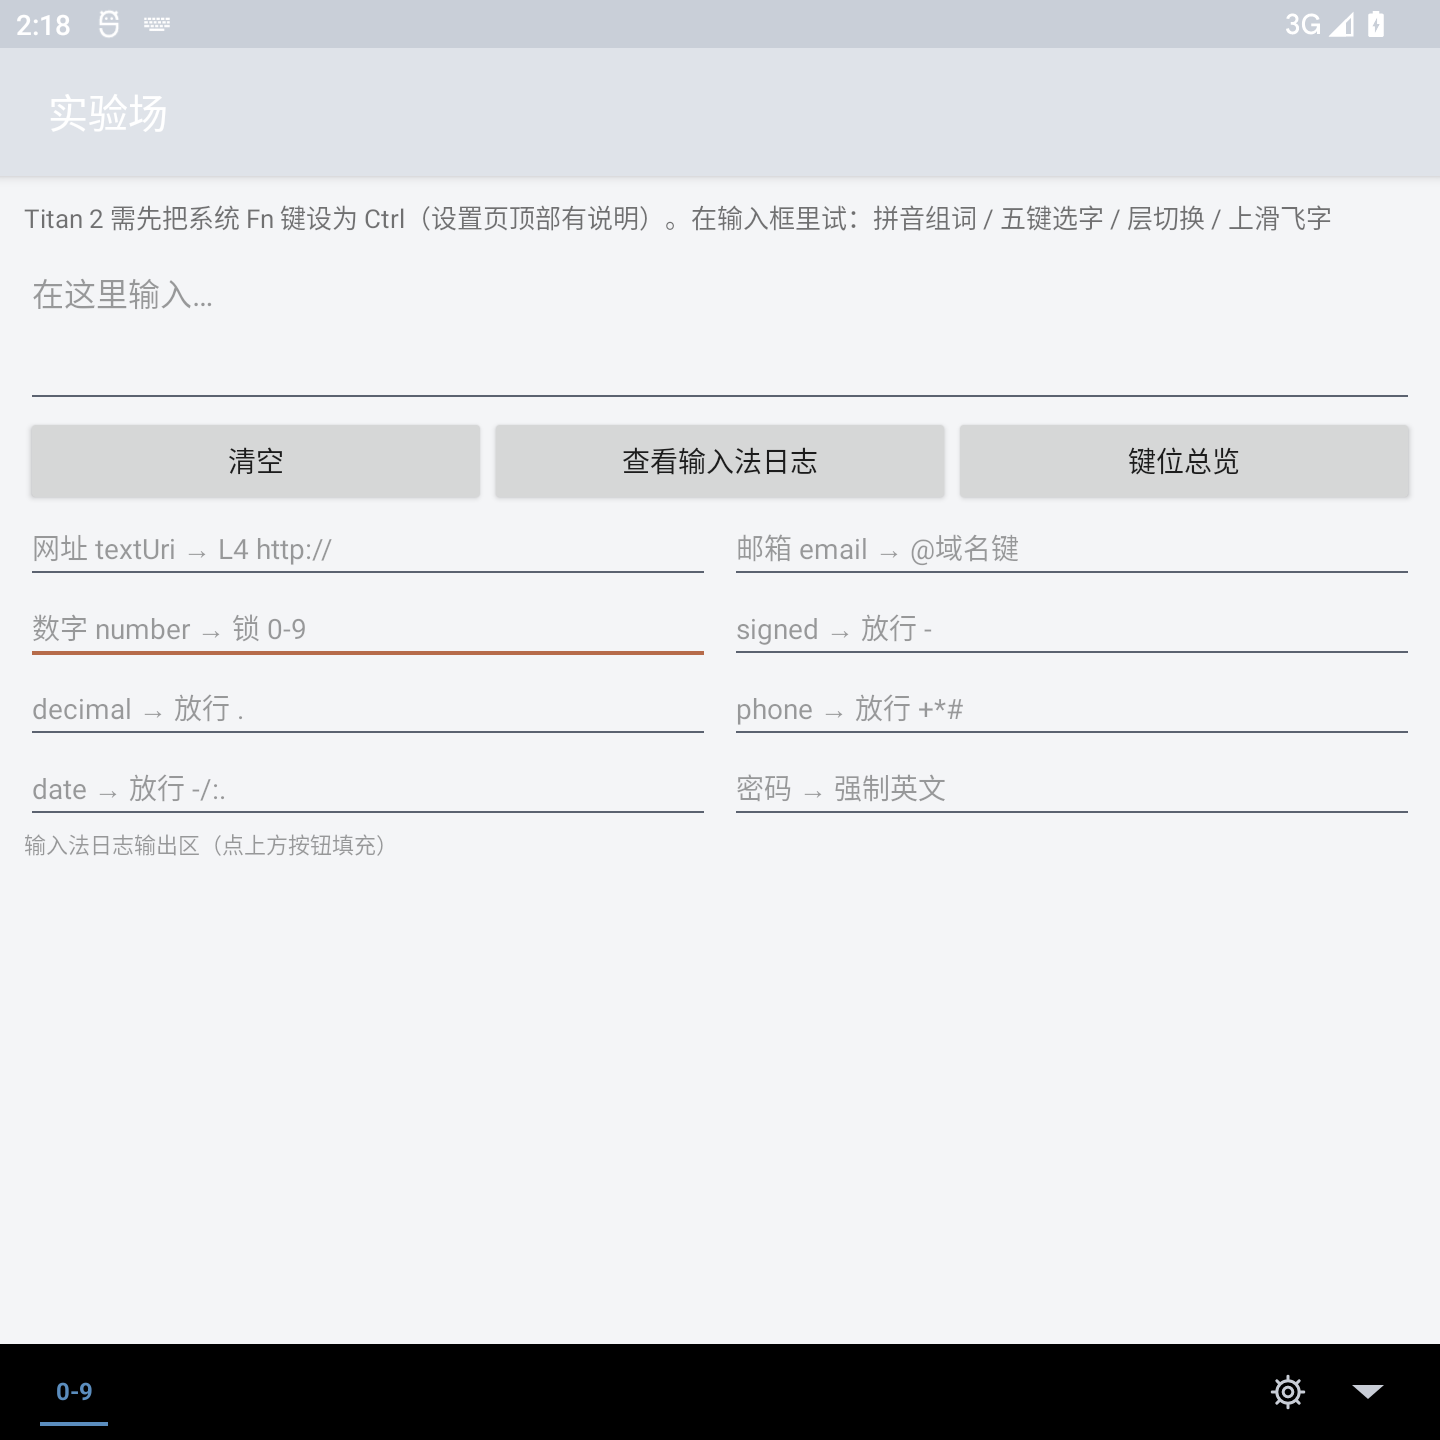 2:18
3G
实验场
Titan 2 需先把系统 Fn 键设为 Ctrl（设置页顶部有说明）。在输入框里试：拼音组词 / 五键选字 / 层切换 / 上滑飞字
在这里输入...
清空 查看输入法日志 键位总览
网址 textUri → L4 http:// 邮箱 email → @域名键
数字 number → 锁 0-9 signed → 放行 -
decimal → 放行 . phone → 放行 +*#
date → 放行 -/:. 密码 → 强制英文
输入法日志输出区（点上方按钮填充）
0-9